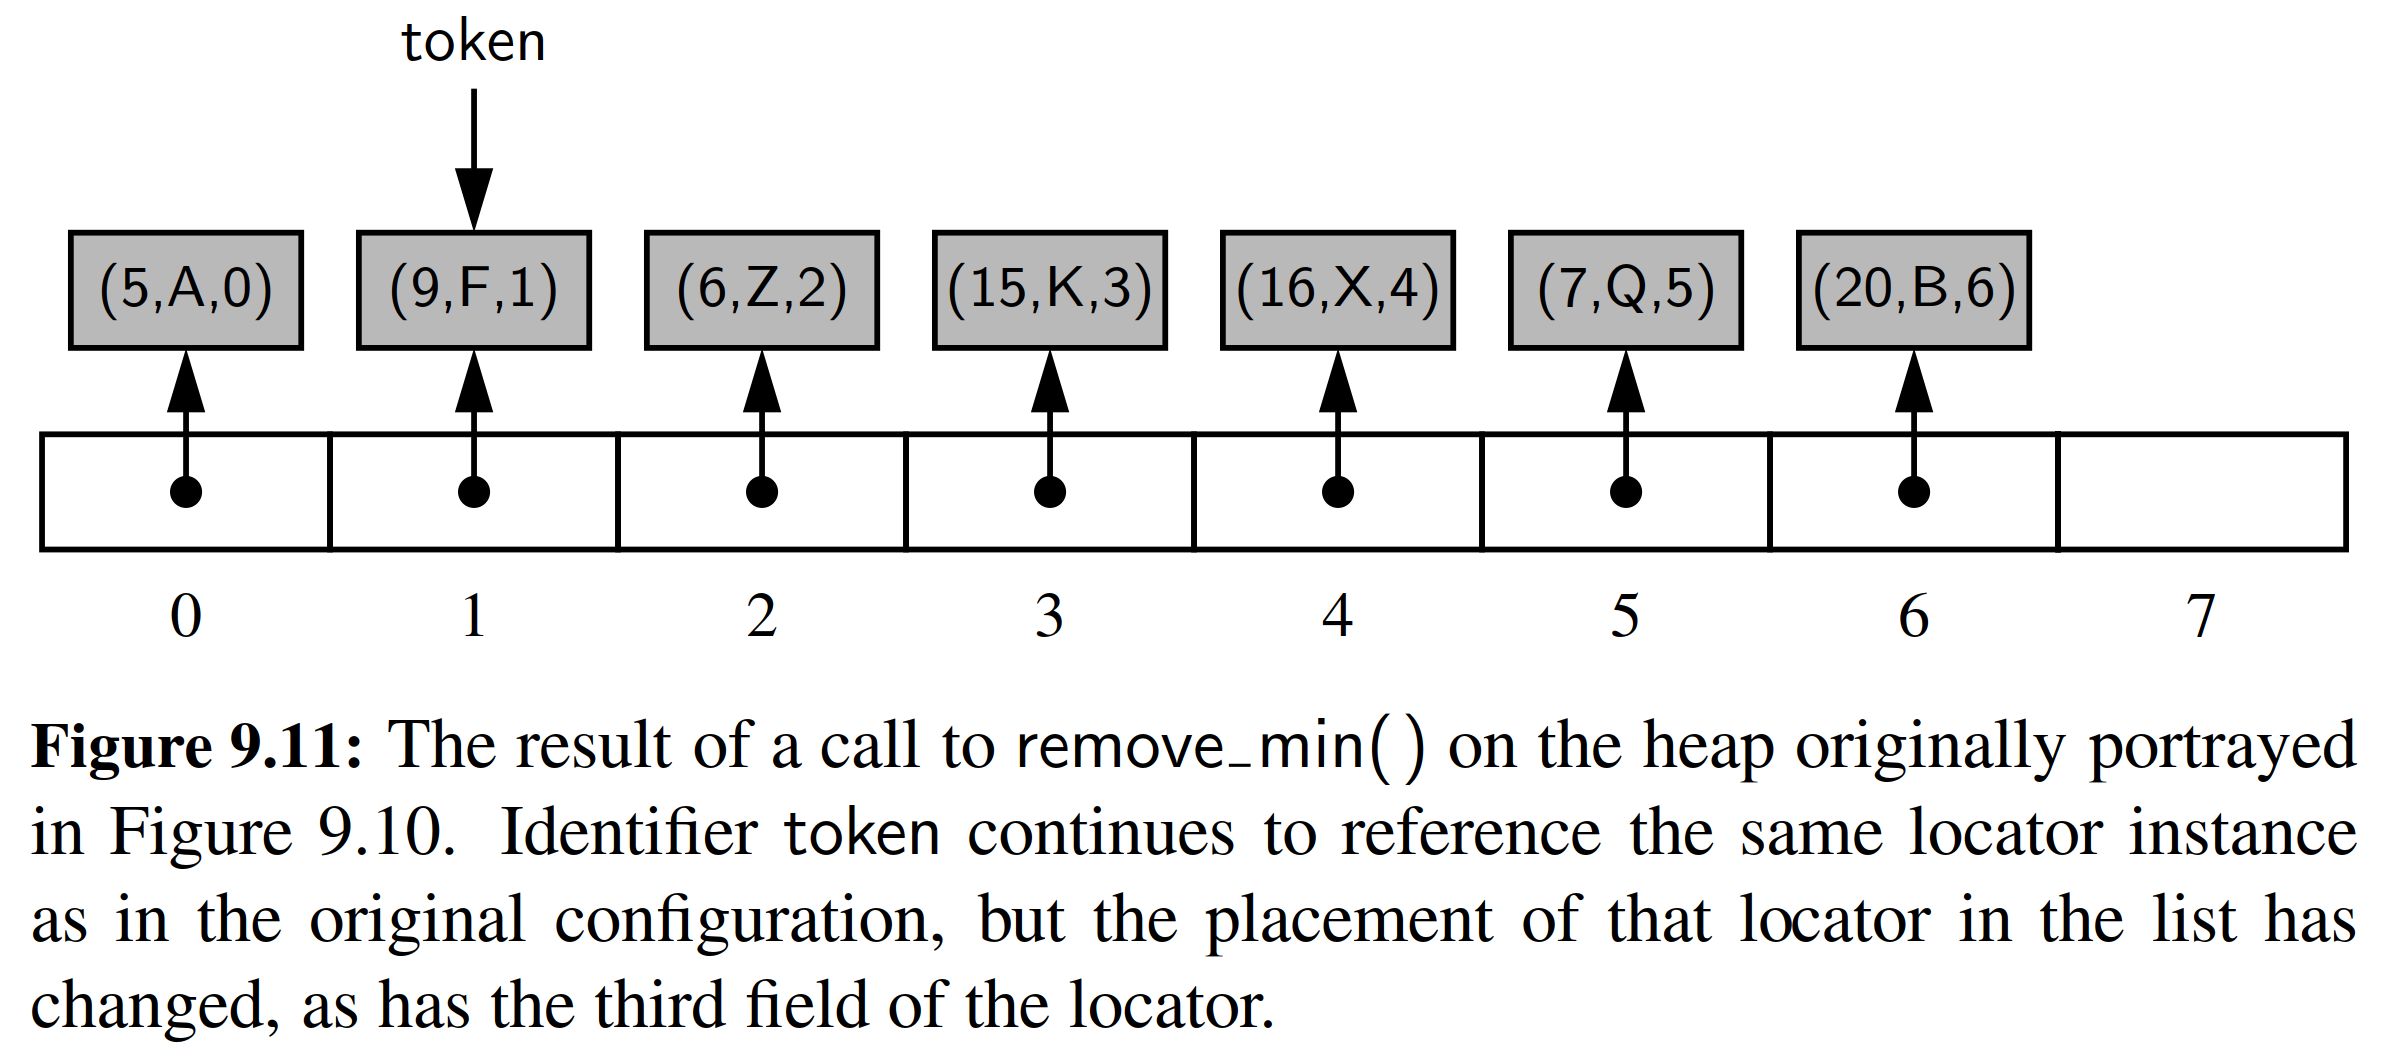 token
(5,A,0) (9,F,1) (6,Z,2) (15,K,3) (16,X,4) (7,Q,5) (20,B,6)
0 1 2 3 4 5 6 7
Figure 9.11: The result of a call to remove_min() on the heap originally portrayed
in Figure 9.10. Identifier token continues to reference the same locator instance
as in the original configuration, but the placement of that locator in the list has
changed, as has the third field of the locator.